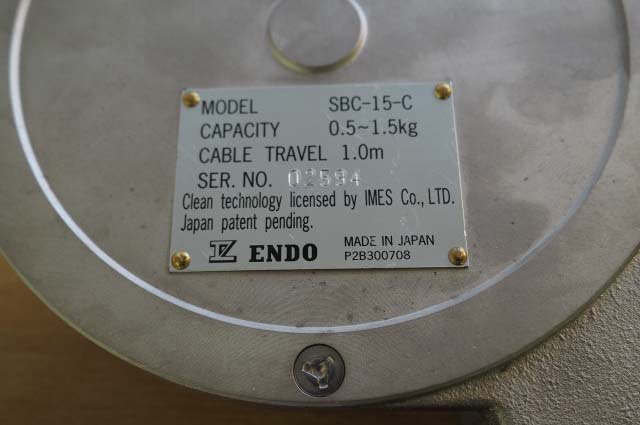 MODEL SBC-15-C
CAPACITY 0.5~1.5kg
CABLE TRAVEL 1.0m
SER. NO. 02594
Clean technology licensed by IMES Co., LTD.
Japan patent pending.
ENDO MADE IN JAPAN
P2B300708